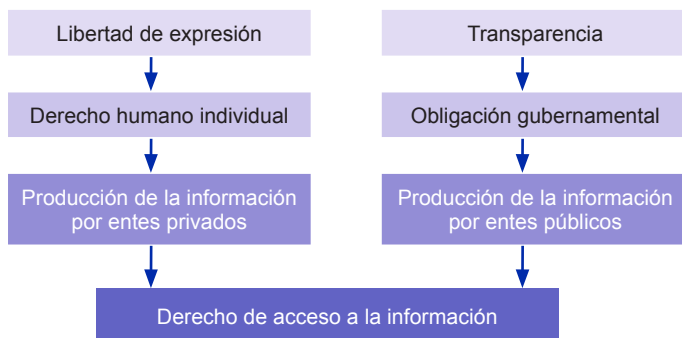 Libertad de expresión
Transparencia
Derecho humano individual
Obligación gubernamental
Producción de la información
por entes privados
Producción de la información
por entes públicos
Derecho de acceso a la información